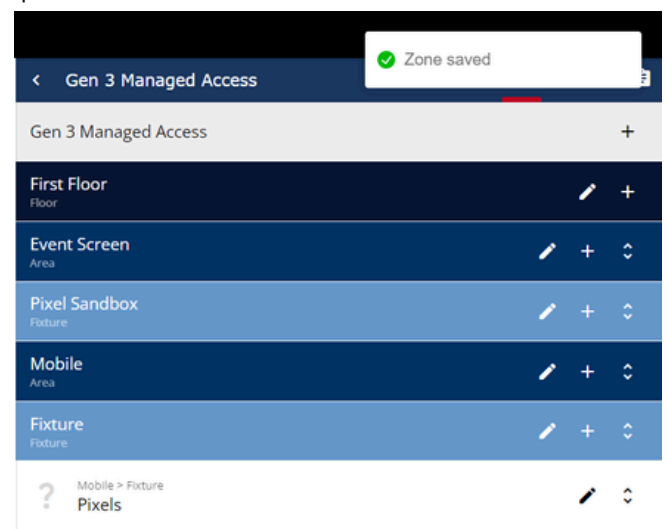 Zone saved
Gen 3 Managed Access
Gen 3 Managed Access
First Floor
Floor
Event Screen
Area
Pixel Sandbox
Fixture
Mobile
Area
Fixture
Fixture
Mobile > Fixture
Pixels